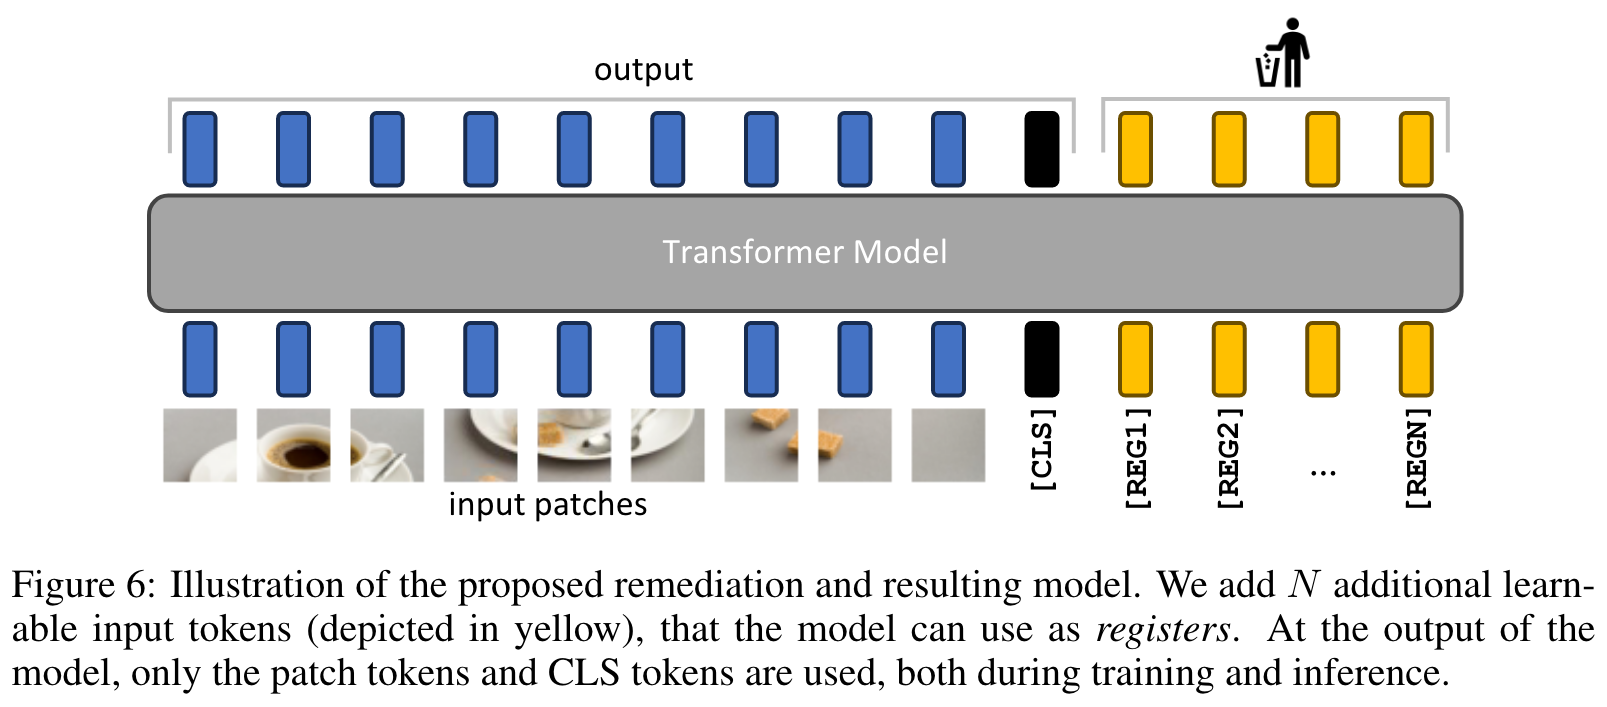 output
Transformer Model
[CLS]
[REG1]
[REG2]
...
[REGN]
input patches
Figure 6: Illustration of the proposed remediation and resulting model. We add N additional learn-
able input tokens (depicted in yellow), that the model can use as registers. At the output of the
model, only the patch tokens and CLS tokens are used, both during training and inference.